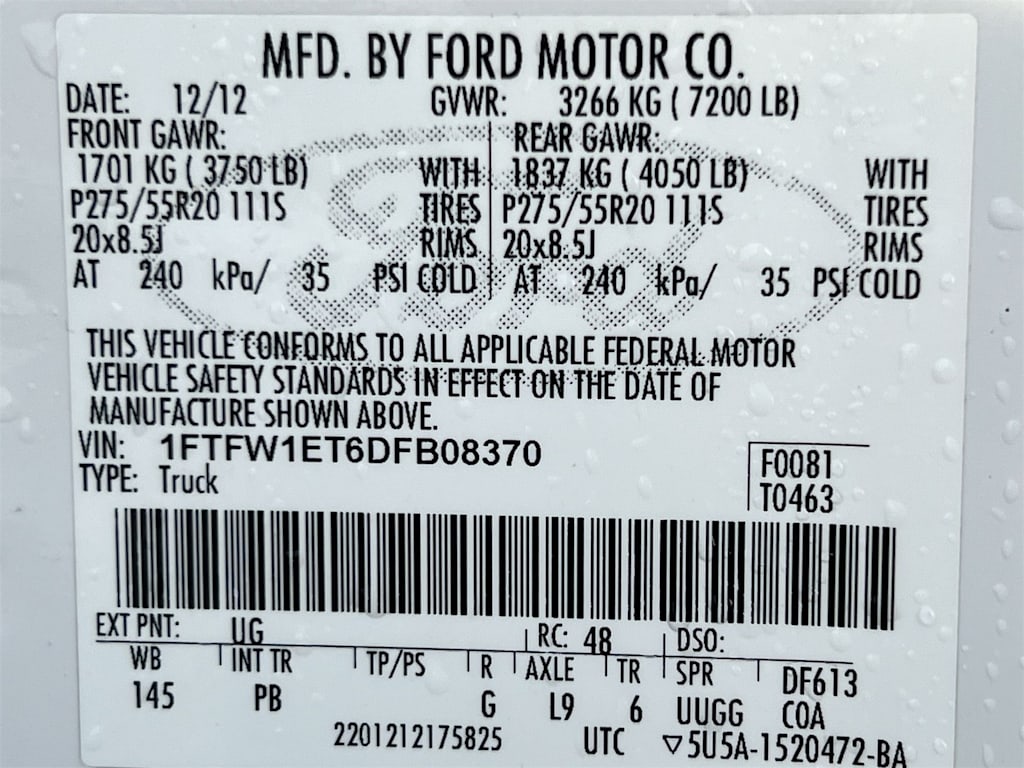 MFD. BY FORD MOTOR CO.
DATE: 12/12 GVWR: 3266 KG ( 7200 LB)
FRONT GAWR: REAR GAWR:
1701 KG ( 3750 LB) WITH 1837 KG ( 4050 LB) WITH
P275/55R20 111S TIRES P275/55R20 111S TIRES
20x8.5J RIMS 20x8.5J RIMS
AT 240 kPa/ 35 PSI COLD AT 240 kPa/ 35 PSI COLD
Ford
THIS VEHICLE CONFORMS TO ALL APPLICABLE FEDERAL MOTOR
VEHICLE SAFETY STANDARDS IN EFFECT ON THE DATE OF
MANUFACTURE SHOWN ABOVE.
VIN: 1FTFW1ET6DFB08370
TYPE: Truck
F0081
T0463
EXT PNT: UG RC: 48 DSO:
WB INT TR TP/PS R AXLE TR SPR DF613
145 PB G L9 6 UUGG COA
2201212175825 UTC ▽5U5A-1520472-BA